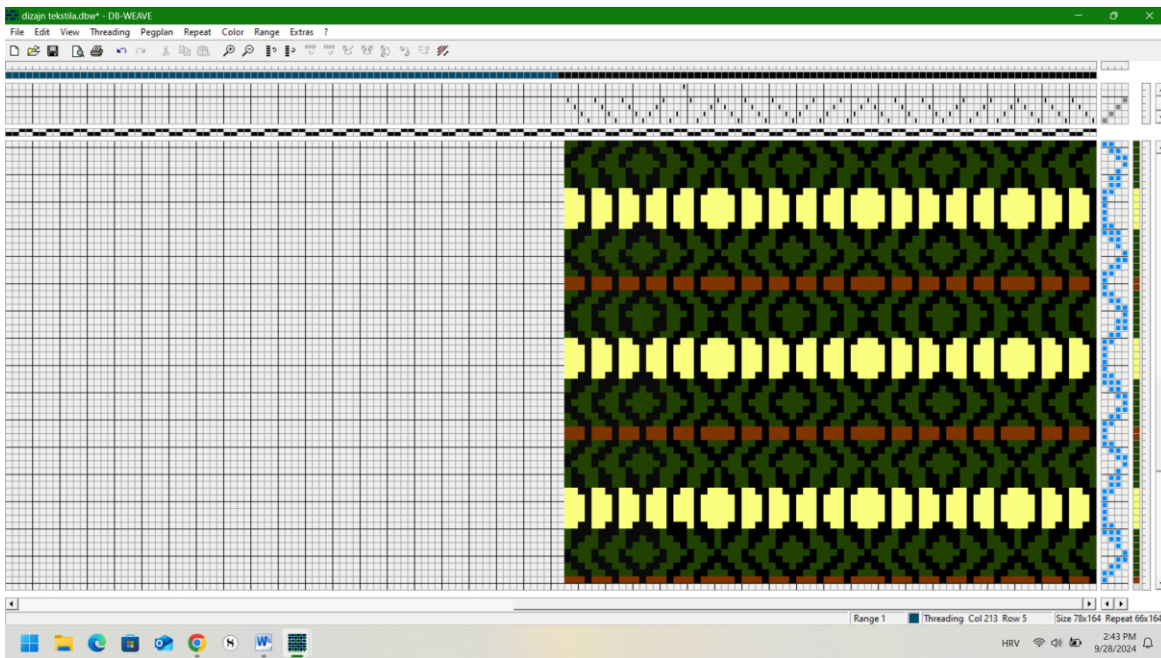 dizajn tekstila.dbw* - DB-WEAVE
File Edit View Threading Pegplan Repeat Color Range Extras ?
Range 1 Threading Col 213 Row 5 Size 78x164 Repeat 66x164
W
HRV 2:43 PM
9/28/2024